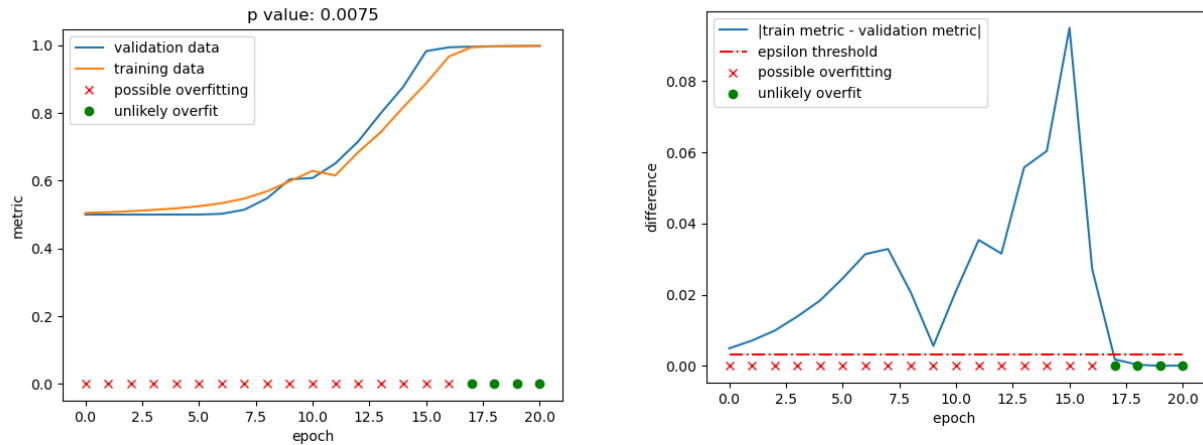 p value: 0.0075
1.0
0.8
0.6
0.4
0.2
0.0
metric
validation data
training data
possible overfitting
unlikely overfit
0.0 2.5 5.0 7.5 10.0 12.5 15.0 17.5 20.0
epoch
0.08
0.06
0.04
0.02
0.00
difference
|train metric - validation metric|
epsilon threshold
possible overfitting
unlikely overfit
0.0 2.5 5.0 7.5 10.0 12.5 15.0 17.5 20.0
epoch